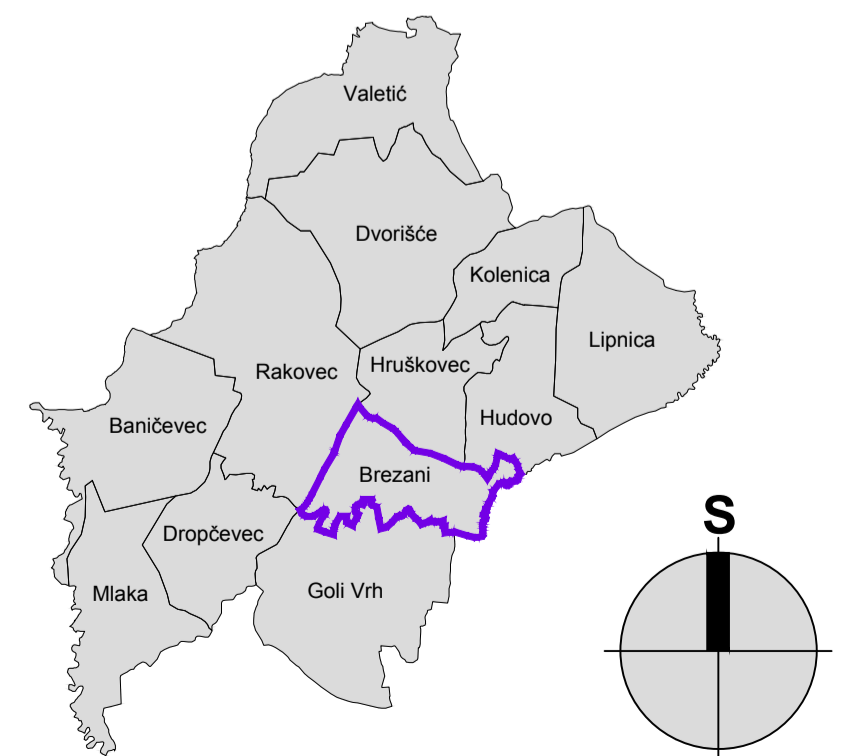 Valetić
Dvorišće
Kolenica
Lipnica
Hruškovec
Rakovec
Hudovo
Baničevec
Brezani
S
Dropčevec
Goli Vrh
Mlaka